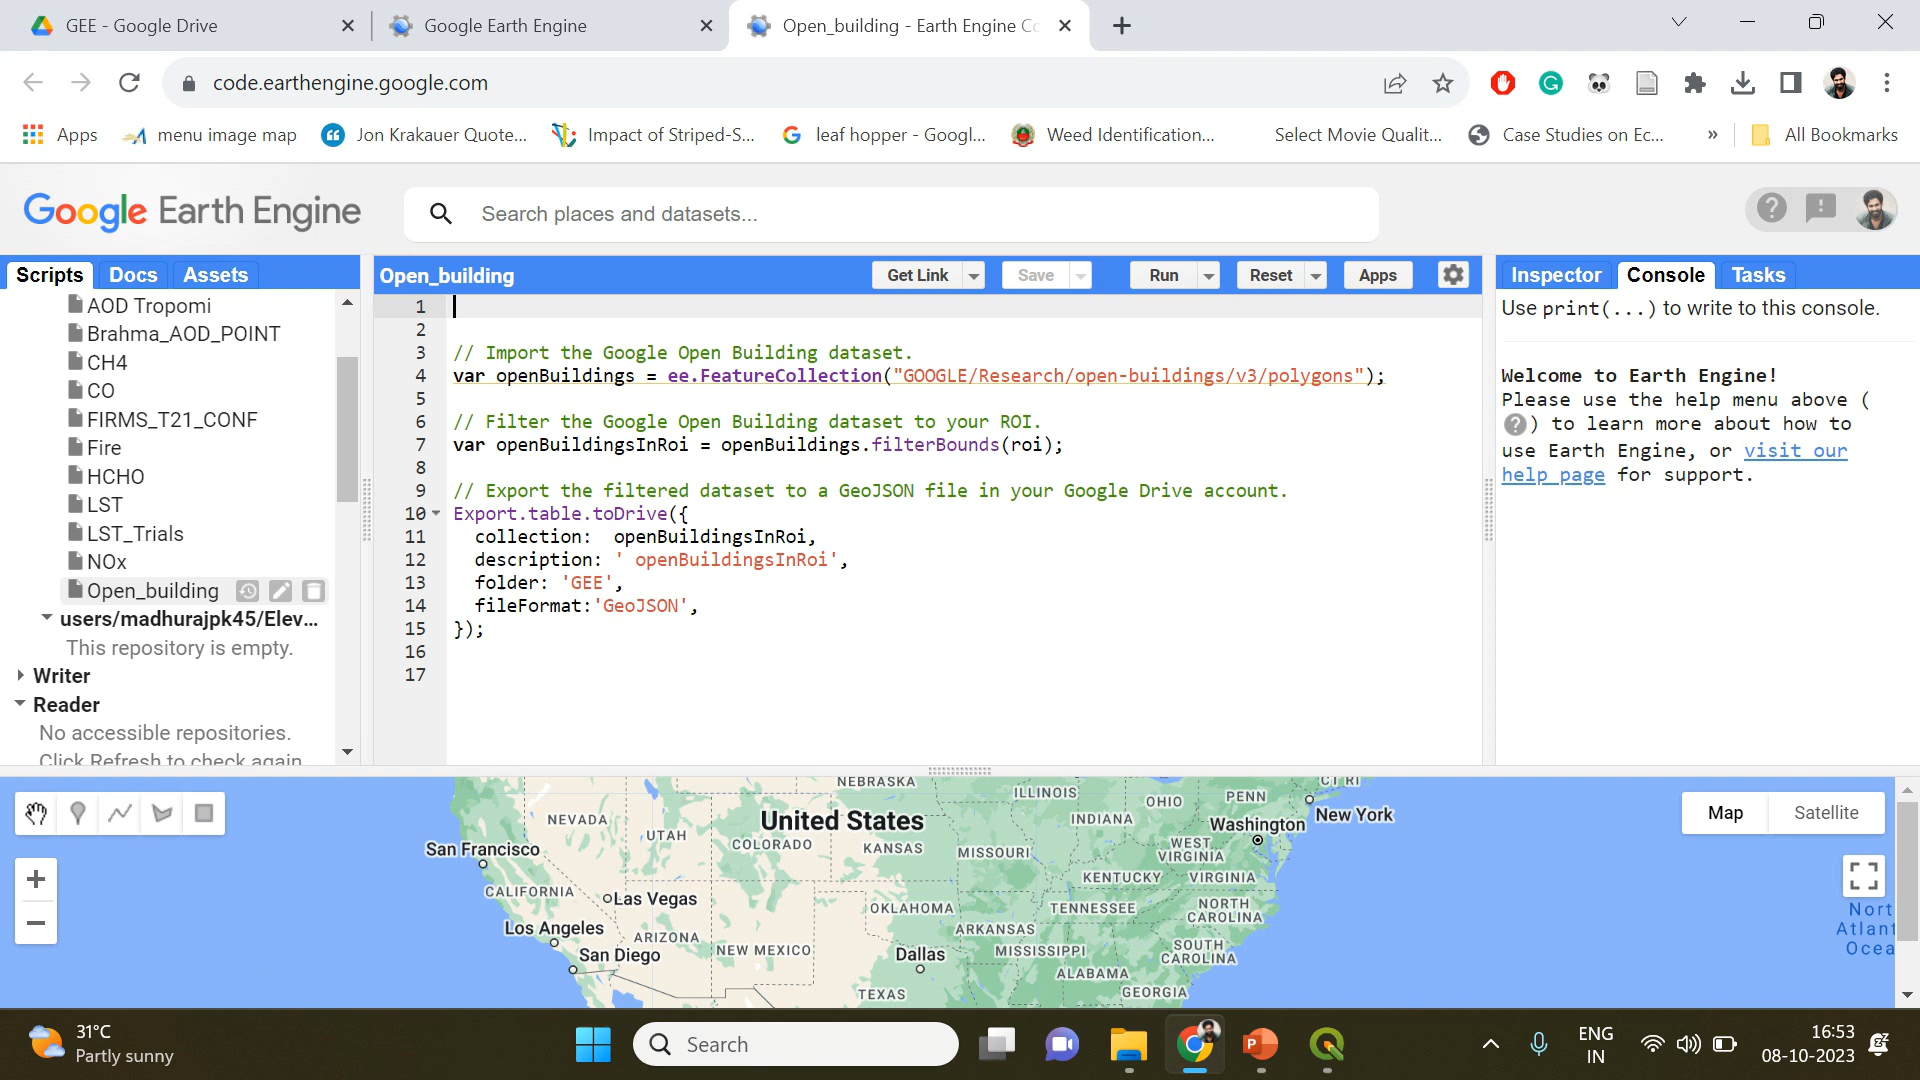 GEE - Google Drive
Google Earth Engine
Open_building - Earth Engine Co
code.earthengine.google.com
Apps
menu image map
Jon Krakauer Quote...
Impact of Striped-S...
leaf hopper - Googl...
Weed Identification...
Select Movie Qualit...
Case Studies on Ec...
»
All Bookmarks
Google Earth Engine
Search places and datasets...
Scripts
Docs
Assets
AOD Tropomi
Brahma_AOD_POINT
CH4
CO
FIRMS_T21_CONF
Fire
HCHO
LST
LST_Trials
NOx
Open_building
users/madhurajpk45/Elev...
This repository is empty.
Writer
Reader
No accessible repositories.
Click Refresh to check again
Open_building
Get Link
Save
Run
Reset
Apps
1
2
3 // Import the Google Open Building dataset.
4 var openBuildings = ee.FeatureCollection("GOOGLE/Research/open-buildings/v3/polygons");
5
6 // Filter the Google Open Building dataset to your ROI.
7 var openBuildingsInRoi = openBuildings.filterBounds(roi);
8
9 // Export the filtered dataset to a GeoJSON file in your Google Drive account.
10 Export.table.toDrive({
11 collection:  openBuildingsInRoi,
12 description: ' openBuildingsInRoi',
13 folder: 'GEE',
14 fileFormat:'GeoJSON',
15 });
16
17
Inspector
Console
Tasks
Use print(...) to write to this console.
Welcome to Earth Engine!
Please use the help menu above (
?) to learn more about how to
use Earth Engine, or visit our
help page for support.
NEBRASKA
ILLINOIS
CT RI
PENN
OHIO
NEVADA
United States
INDIANA
New York
Washington
UTAH
COLORADO
KANSAS
MISSOURI
WEST
VIRGINIA
San Francisco
KENTUCKY
VIRGINIA
CALIFORNIA
Las Vegas
OKLAHOMA
TENNESSEE
NORTH
CAROLINA
Los Angeles
ARIZONA
NEW MEXICO
ARKANSAS
San Diego
Dallas
MISSISSIPPI
SOUTH
CAROLINA
ALABAMA
TEXAS
GEORGIA
Map
Satellite
Nort
Atlant
Ocea
31°C
Partly sunny
Search
ENG
IN
16:53
08-10-2023